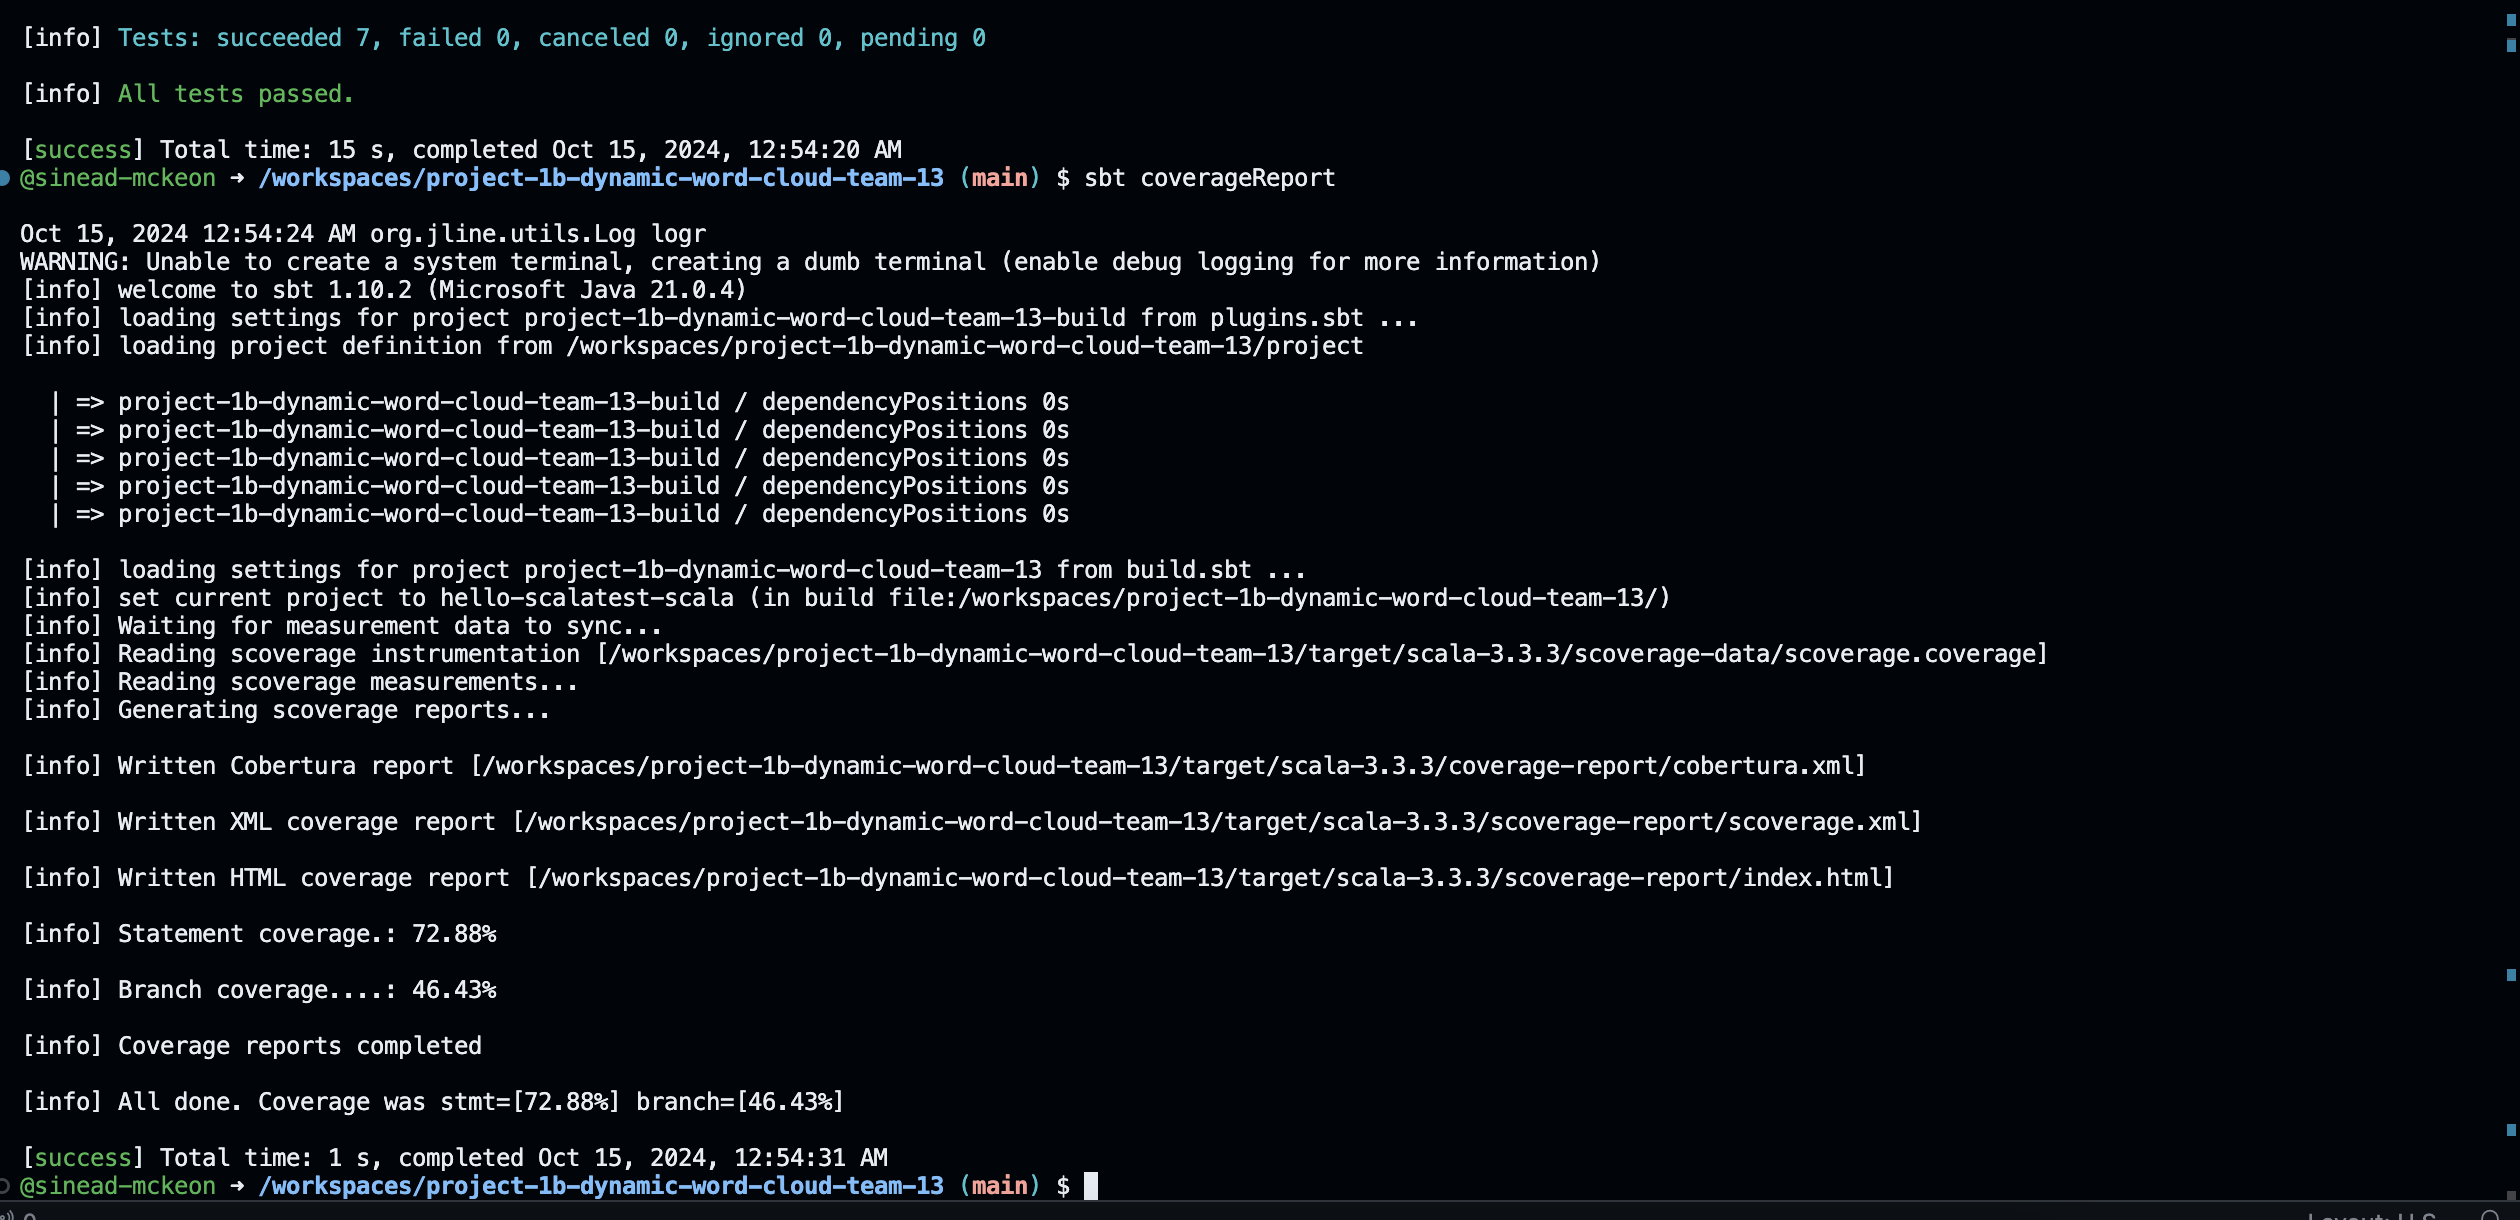 [info] Tests: succeeded 7, failed 0, canceled 0, ignored 0, pending 0
[info] All tests passed.
[success] Total time: 15 s, completed Oct 15, 2024, 12:54:20 AM
@sinead-mckeon ➜ /workspaces/project-1b-dynamic-word-cloud-team-13 (main) $ sbt coverageReport
Oct 15, 2024 12:54:24 AM org.jline.utils.Log logr
WARNING: Unable to create a system terminal, creating a dumb terminal (enable debug logging for more information)
[info] welcome to sbt 1.10.2 (Microsoft Java 21.0.4)
[info] loading settings for project project-1b-dynamic-word-cloud-team-13-build from plugins.sbt ...
[info] loading project definition from /workspaces/project-1b-dynamic-word-cloud-team-13/project
| => project-1b-dynamic-word-cloud-team-13-build / dependencyPositions 0s
| => project-1b-dynamic-word-cloud-team-13-build / dependencyPositions 0s
| => project-1b-dynamic-word-cloud-team-13-build / dependencyPositions 0s
| => project-1b-dynamic-word-cloud-team-13-build / dependencyPositions 0s
| => project-1b-dynamic-word-cloud-team-13-build / dependencyPositions 0s
[info] loading settings for project project-1b-dynamic-word-cloud-team-13 from build.sbt ...
[info] set current project to hello-scalatest-scala (in build file:/workspaces/project-1b-dynamic-word-cloud-team-13/)
[info] Waiting for measurement data to sync...
[info] Reading scoverage instrumentation [/workspaces/project-1b-dynamic-word-cloud-team-13/target/scala-3.3.3/scoverage-data/scoverage.coverage]
[info] Reading scoverage measurements...
[info] Generating scoverage reports...
[info] Written Cobertura report [/workspaces/project-1b-dynamic-word-cloud-team-13/target/scala-3.3.3/coverage-report/cobertura.xml]
[info] Written XML coverage report [/workspaces/project-1b-dynamic-word-cloud-team-13/target/scala-3.3.3/scoverage-report/scoverage.xml]
[info] Written HTML coverage report [/workspaces/project-1b-dynamic-word-cloud-team-13/target/scala-3.3.3/scoverage-report/index.html]
[info] Statement coverage.: 72.88%
[info] Branch coverage....: 46.43%
[info] Coverage reports completed
[info] All done. Coverage was stmt=[72.88%] branch=[46.43%]
[success] Total time: 1 s, completed Oct 15, 2024, 12:54:31 AM
@sinead-mckeon ➜ /workspaces/project-1b-dynamic-word-cloud-team-13 (main) $